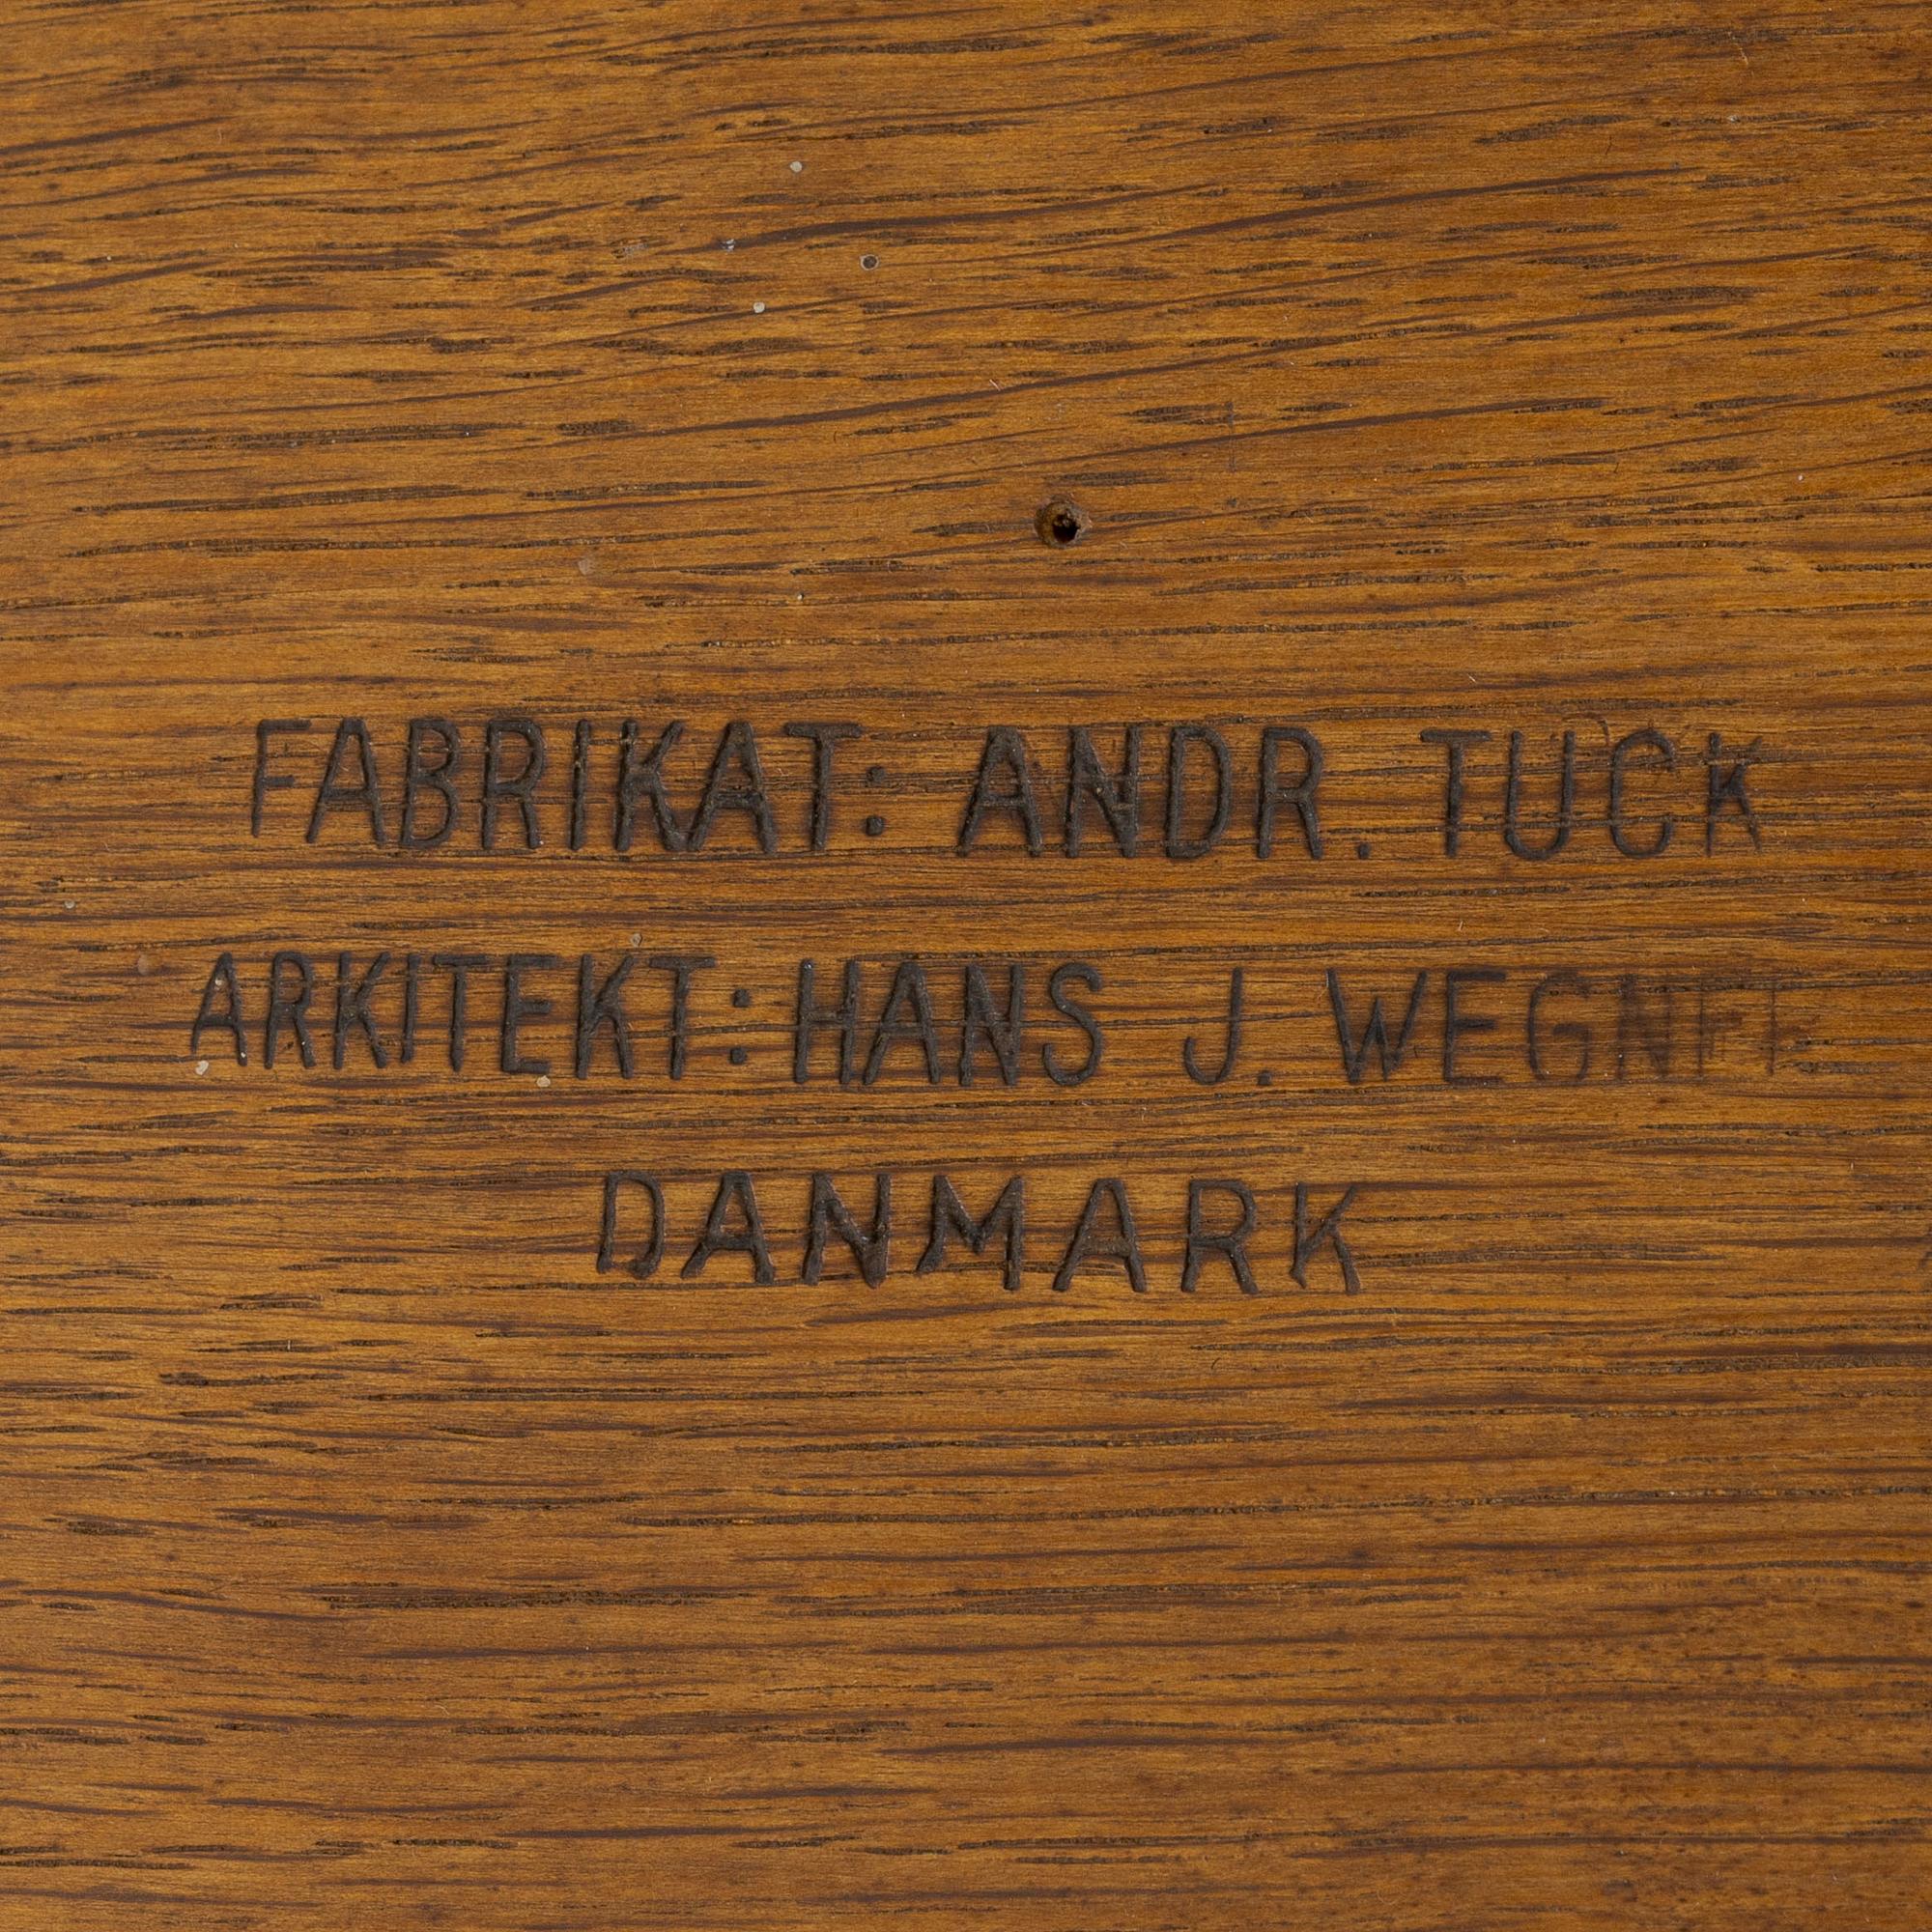 FABRIKAT: ANDR. TUCK
ARKITEKT: HANS J. WEGNER
DANMARK